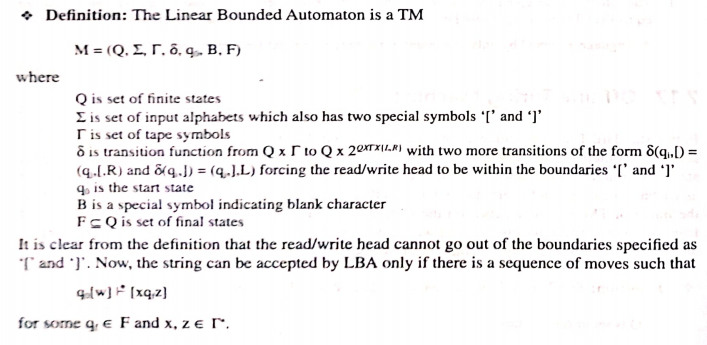 ❖ Definition: The Linear Bounded Automaton is a TM
M = (Q, Σ, Γ, δ, q₀, B, F)
where
Q is set of finite states
Σ is set of input alphabets which also has two special symbols '[' and ']'
Γ is set of tape symbols
δ is transition function from Q x Γ to Q x 2^QXΓX{L,R} with two more transitions of the form δ(qᵢ,[) =
(qᵢ,[,R) and δ(qᵢ,]) = (qᵢ,],L) forcing the read/write head to be within the boundaries '[' and ']'
q₀ is the start state
B is a special symbol indicating blank character
F ⊆ Q is set of final states
It is clear from the definition that the read/write head cannot go out of the boundaries specified as
'[' and ']'. Now, the string can be accepted by LBA only if there is a sequence of moves such that
q₀[w] ⊢* [xqᵢz]
for some qᵢ ∈ F and x, z ∈ Γ*.